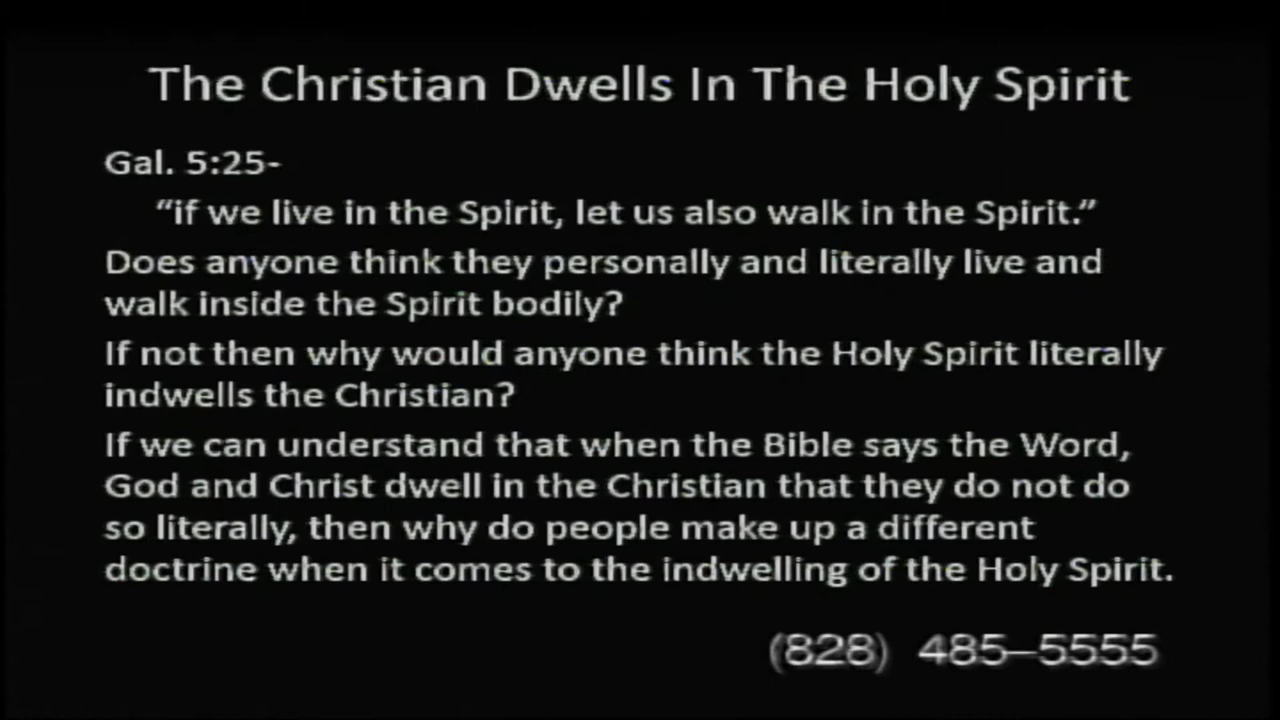 The Christian Dwells In The Holy Spirit
Gal. 5:25-
“if we live in the Spirit, let us also walk in the Spirit.”
Does anyone think they personally and literally live and
walk inside the Spirit bodily?
If not then why would anyone think the Holy Spirit literally
indwells the Christian?
If we can understand that when the Bible says the Word,
God and Christ dwell in the Christian that they do not do
so literally, then why do people make up a different
doctrine when it comes to the indwelling of the Holy Spirit.
(828) 485–5555